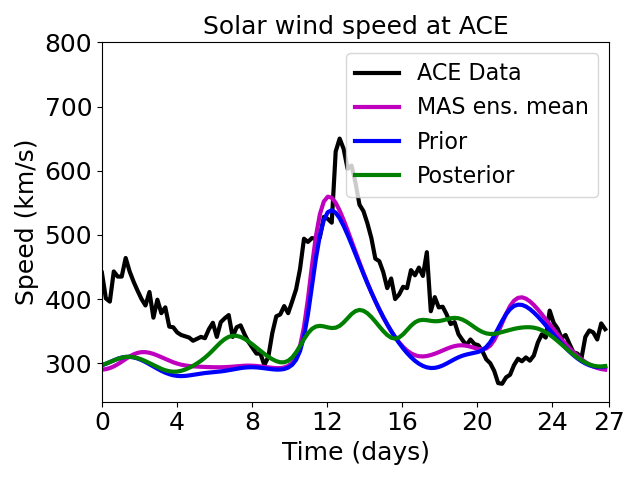 Solar wind speed at ACE
800
700
600
500
400
300
Speed (km/s)
ACE Data
MAS ens. mean
Prior
Posterior
0 4 8 12 16 20 24 27
Time (days)